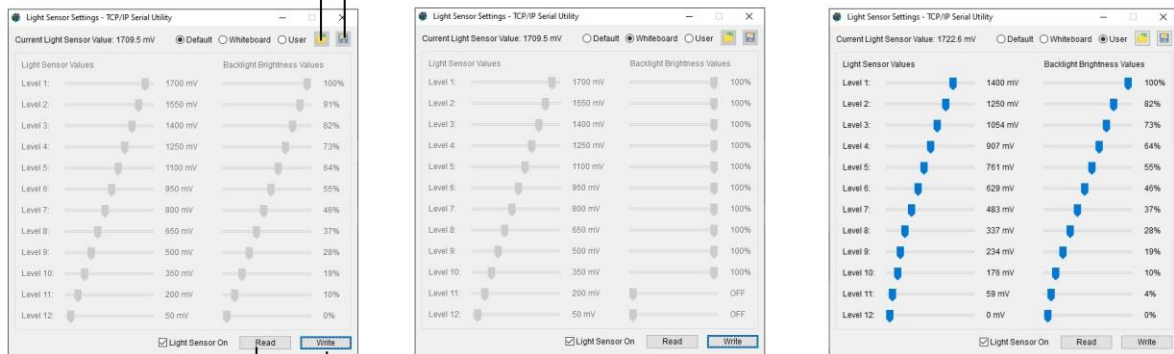 Light Sensor Settings - TCP/IP Serial Utility
Current Light Sensor Value: 1709.5 mV Default Whiteboard User
Light Sensor Values Backlight Brightness Values
Level 1: 1700 mV 100%
Level 2: 1550 mV 91%
Level 3: 1400 mV 82%
Level 4: 1250 mV 73%
Level 5: 1100 mV 64%
Level 6: 950 mV 55%
Level 7: 800 mV 46%
Level 8: 650 mV 37%
Level 9: 500 mV 28%
Level 10: 350 mV 19%
Level 11: 200 mV 10%
Level 12: 50 mV 0%
Light Sensor On Read Write
Light Sensor Settings - TCP/IP Serial Utility
Current Light Sensor Value: 1709.5 mV Default Whiteboard User
Light Sensor Values Backlight Brightness Values
Level 1: 1700 mV 100%
Level 2: 1550 mV 100%
Level 3: 1400 mV 100%
Level 4: 1250 mV 100%
Level 5: 1100 mV 100%
Level 6: 950 mV 100%
Level 7: 800 mV 100%
Level 8: 650 mV 100%
Level 9: 500 mV 100%
Level 10: 350 mV 100%
Level 11: 200 mV OFF
Level 12: 50 mV OFF
Light Sensor On Read Write
Light Sensor Settings - TCP/IP Serial Utility
Current Light Sensor Value: 1722.6 mV Default Whiteboard User
Light Sensor Values Backlight Brightness Values
Level 1: 1400 mV 100%
Level 2: 1250 mV 82%
Level 3: 1054 mV 73%
Level 4: 907 mV 64%
Level 5: 761 mV 55%
Level 6: 629 mV 46%
Level 7: 483 mV 37%
Level 8: 337 mV 28%
Level 9: 234 mV 19%
Level 10: 176 mV 10%
Level 11: 59 mV 4%
Level 12: 0 mV 0%
Light Sensor On Read Write